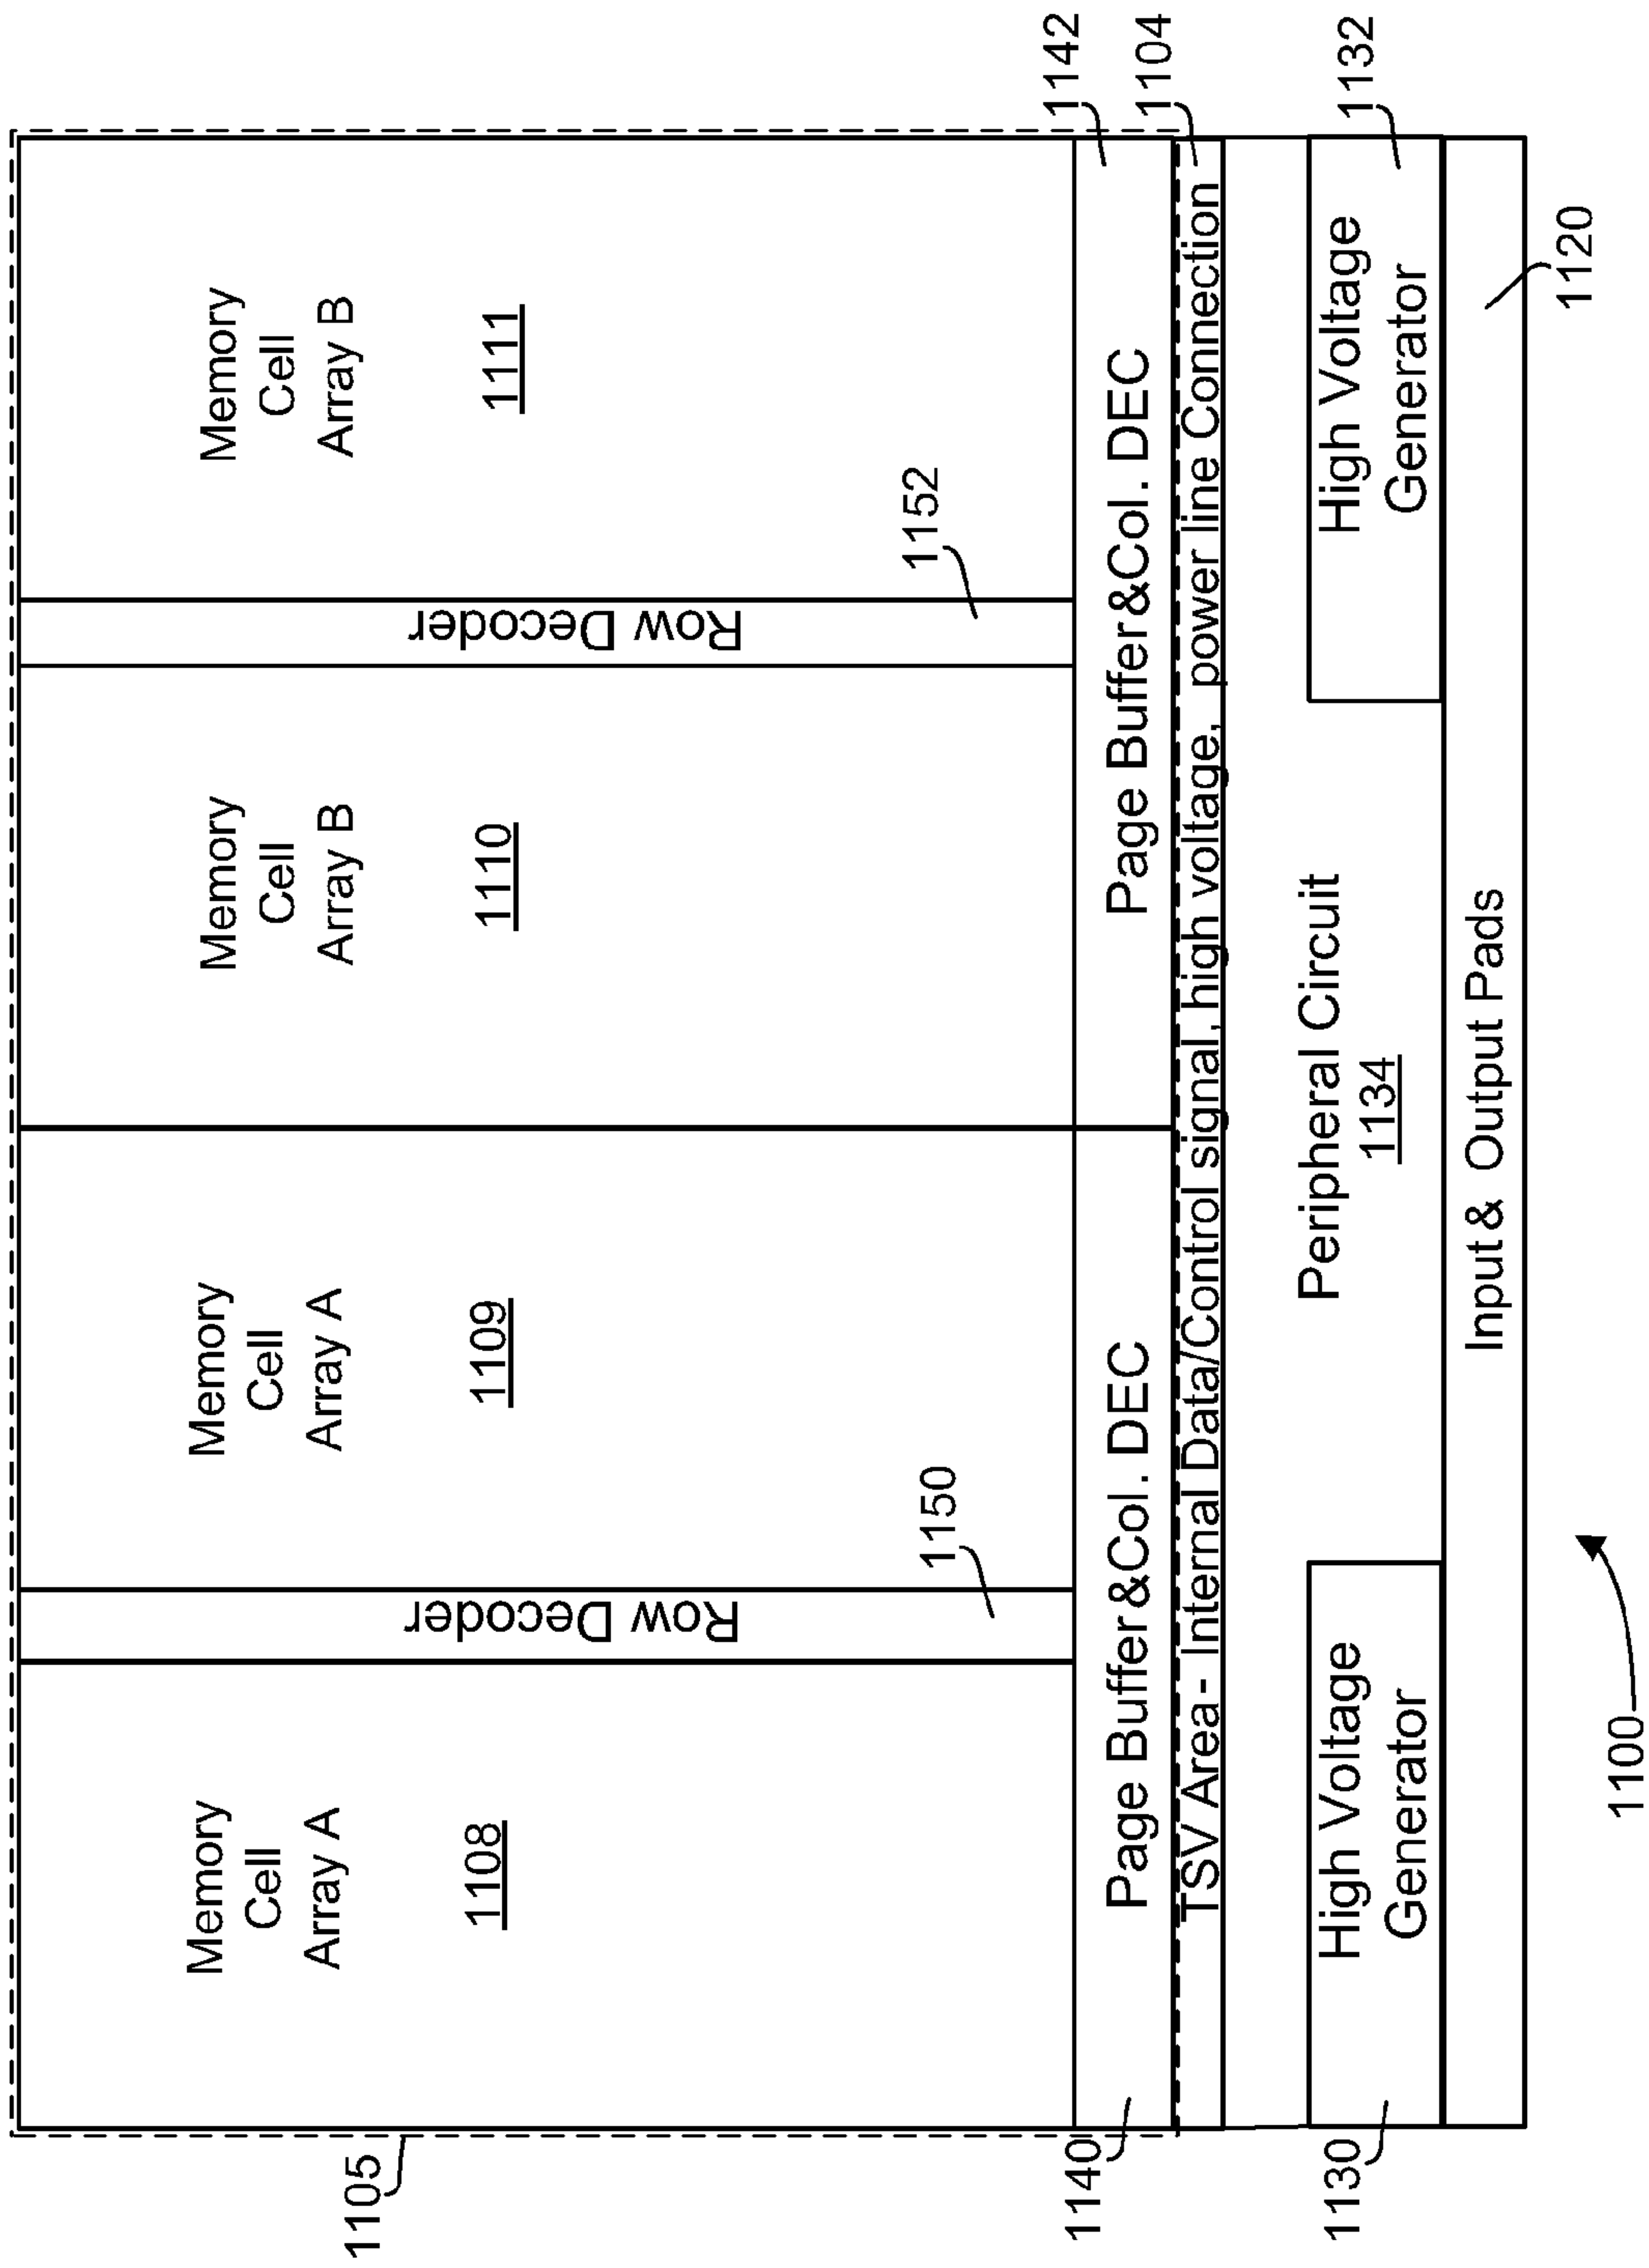 1105
Memory
Cell
Array A
1108
Memory
Cell
Array A
1109
Memory
Cell
Array B
1110
Memory
Cell
Array B
1111
Row Decoder
1150
Row Decoder
1152
1140
Page Buffer&Col. DEC
Page Buffer&Col. DEC
1142
TSV Area- Internal Data/Control signal, high voltage, power line Connection
1104
Peripheral Circuit
1134
1130
High Voltage
Generator
High Voltage
Generator
1132
Input & Output Pads
1120
1100